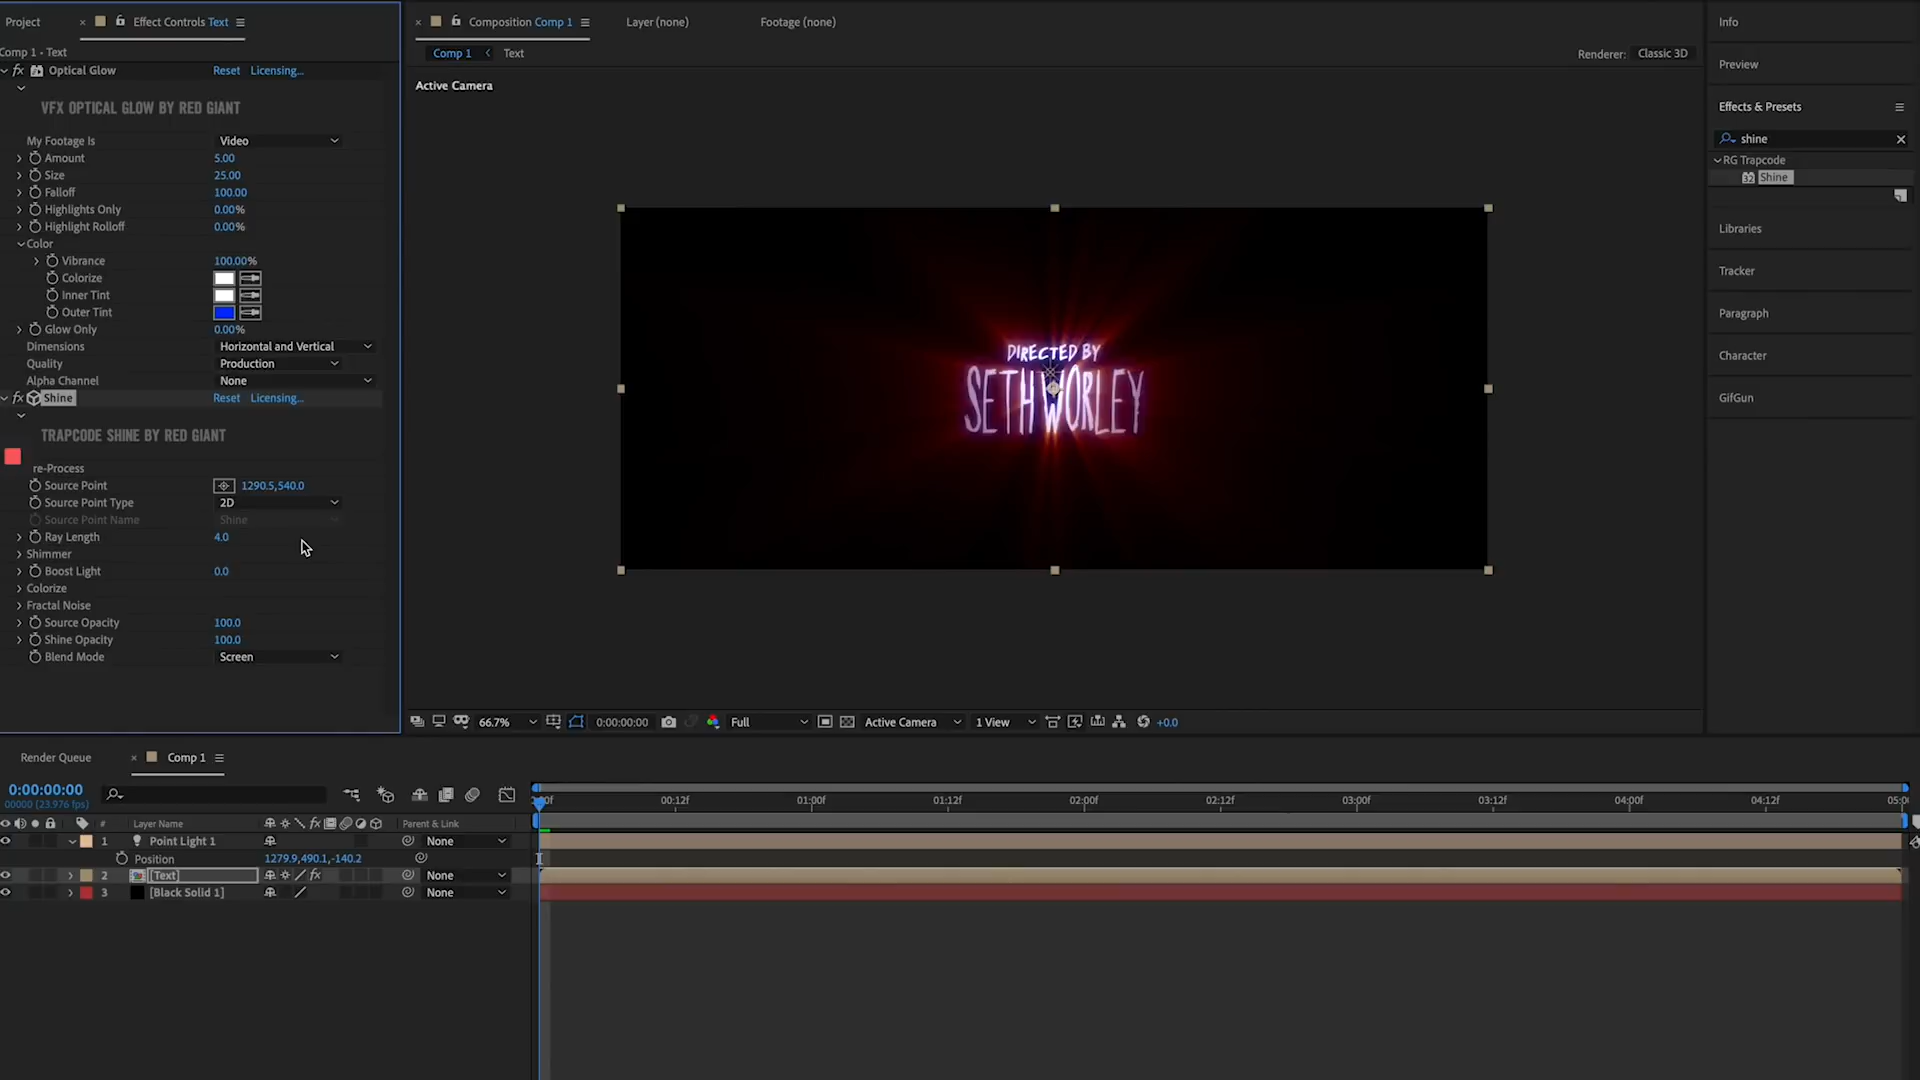 Project
× Effect Controls Text
Composition Comp 1
Layer (none)
Footage (none)
Info
Comp 1 • Text
Comp 1
Text
Renderer:
Classic 3D
Preview
fx Optical Glow
Reset
Licensing...
Active Camera
VFX OPTICAL GLOW BY RED GIANT
Effects & Presets
My Footage Is
Video
shine
Amount
5.00
RG Trapcode
Size
25.00
32 Shine
Falloff
100.00
Highlights Only
0.00%
Highlight Rolloff
0.00%
Libraries
Color
Vibrance
100.00%
Tracker
Colorize
Inner Tint
Outer Tint
Paragraph
Glow Only
0.00%
Dimensions
Horizontal and Vertical
Character
Quality
Production
Alpha Channel
None
GifGun
fx Shine
Reset
Licensing...
DIRECTED BY
SETH WORLEY
TRAPCODE SHINE BY RED GIANT
re-Process
Source Point
1290.5,540.0
Source Point Type
2D
Source Point Name
Shine
Ray Length
4.0
Shimmer
Boost Light
0.0
Colorize
Fractal Noise
Source Opacity
100.0
Shine Opacity
100.0
Blend Mode
Screen
66.7%
0:00:00:00
Full
Active Camera
1 View
+0.0
Render Queue
× Comp 1
0:00:00:00
00000 (23.976 fps)
00:12f
01:00f
01:12f
02:00f
02:12f
03:00f
03:12f
04:00f
04:12f
# Layer Name
fx
Parent & Link
1 Point Light 1
None
Position
1279.9,490.1,-140.2
2 [Text]
fx
None
3 [Black Solid 1]
None